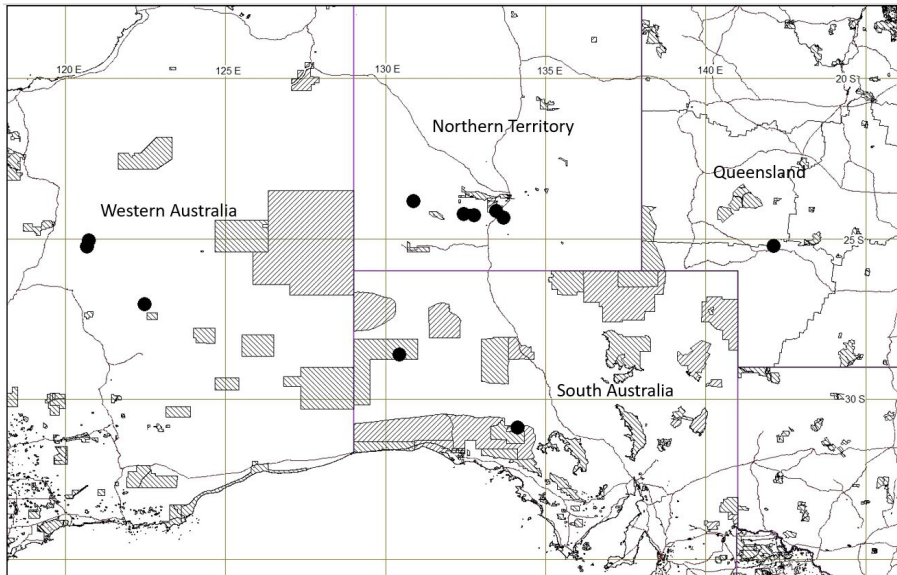 120 E
125 E
130 E
135 E
140 E
20 S
Northern Territory
Queensland
Western Australia
25 S
South Australia
30 S